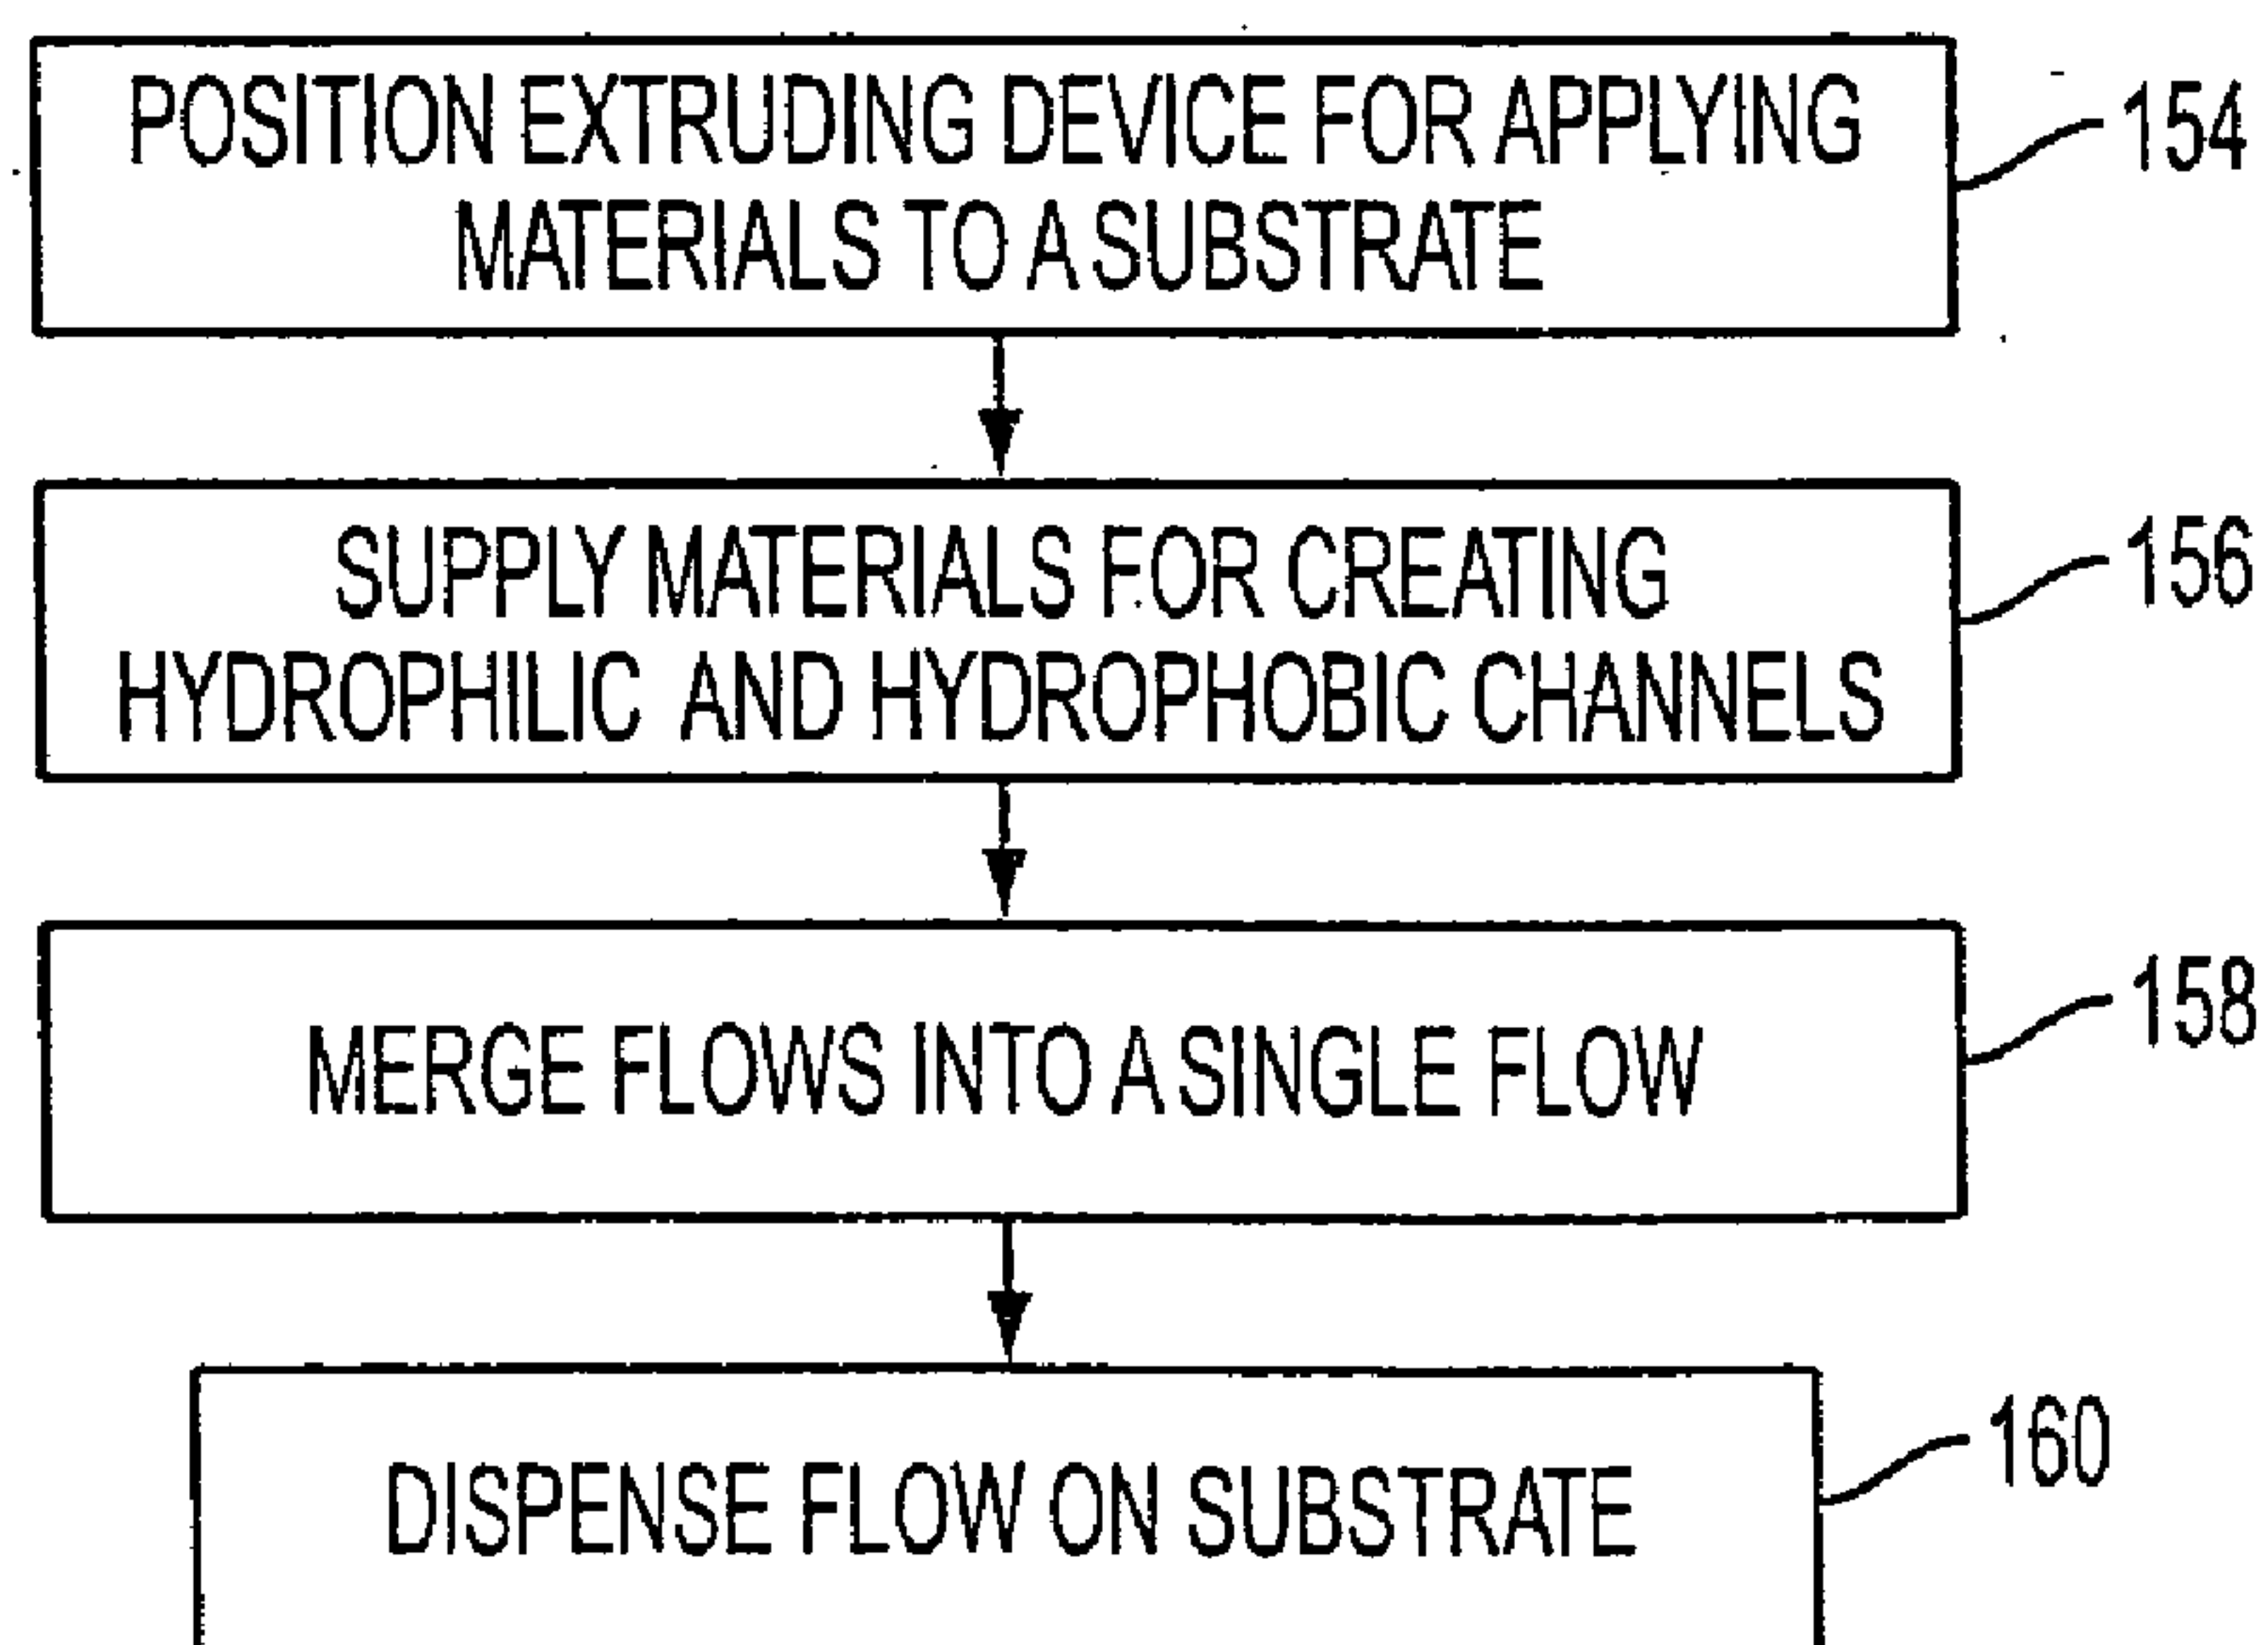 POSITION EXTRUDING DEVICE FOR APPLYING
MATERIALS TO A SUBSTRATE
154
SUPPLY MATERIALS FOR CREATING
HYDROPHILIC AND HYDROPHOBIC CHANNELS
156
MERGE FLOWS INTO A SINGLE FLOW
158
DISPENSE FLOW ON SUBSTRATE
160